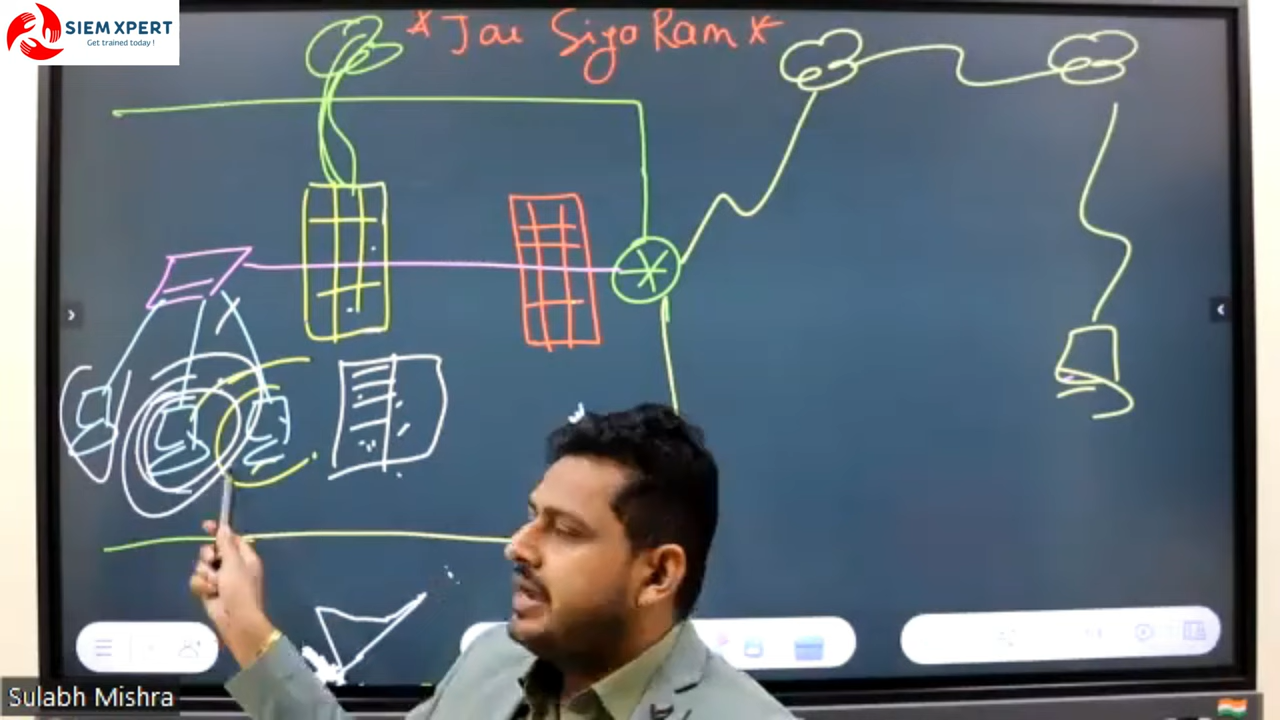 SIEM XPERT
Get trained today !
* Jai Siya Ram *
Sulabh Mishra